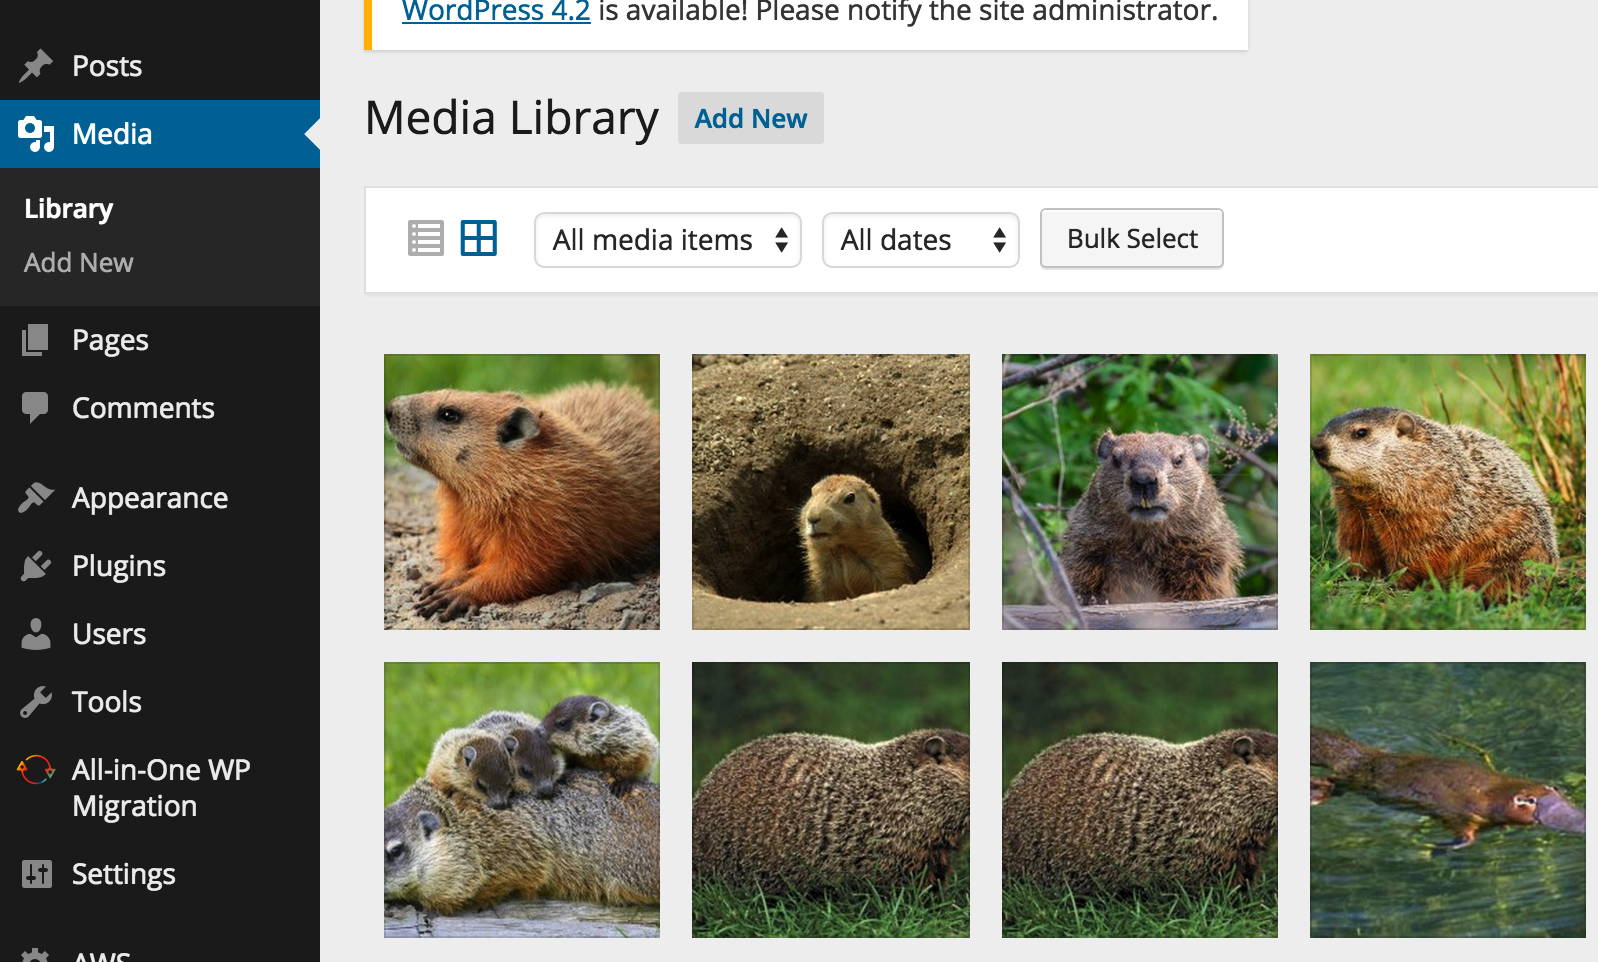 WordPress 4.2 is available! Please notify the site administrator.
Posts
Media
Library
Add New
Pages
Comments
Appearance
Plugins
Users
Tools
All-in-One WP
Migration
Settings
AWS
Media Library Add New
All media items All dates Bulk Select